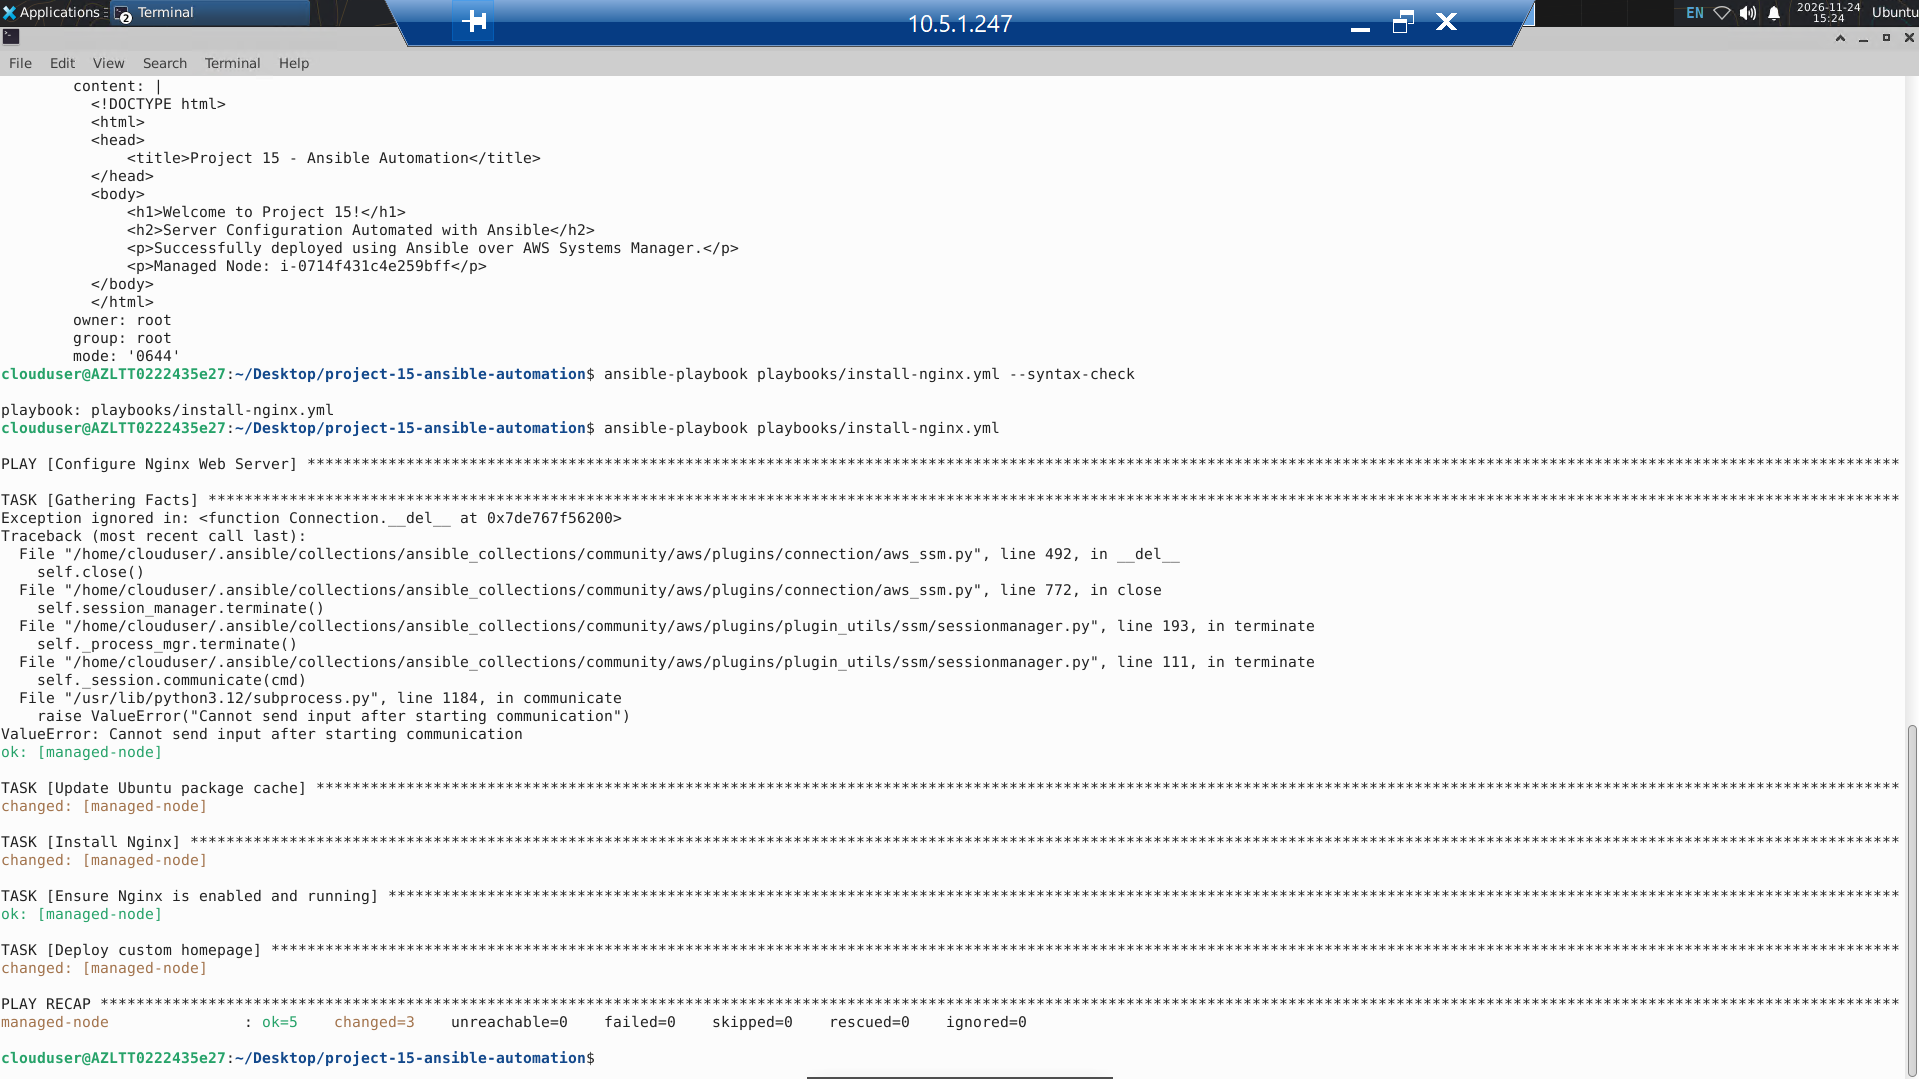 Applications
2
Terminal
10.5.1.247
EN
2026-11-24
15:24
Ubuntu
File Edit View Search Terminal Help
        content: |
          <!DOCTYPE html>
          <html>
          <head>
              <title>Project 15 - Ansible Automation</title>
          </head>
          <body>
              <h1>Welcome to Project 15!</h1>
              <h2>Server Configuration Automated with Ansible</h2>
              <p>Successfully deployed using Ansible over AWS Systems Manager.</p>
              <p>Managed Node: i-0714f431c4e259bff</p>
          </body>
          </html>
        owner: root
        group: root
        mode: '0644'
clouduser@AZLTT0222435e27:~/Desktop/project-15-ansible-automation$ ansible-playbook playbooks/install-nginx.yml --syntax-check
playbook: playbooks/install-nginx.yml
clouduser@AZLTT0222435e27:~/Desktop/project-15-ansible-automation$ ansible-playbook playbooks/install-nginx.yml
PLAY [Configure Nginx Web Server] ****************************************
TASK [Gathering Facts] ****************************************
Exception ignored in: <function Connection.__del__ at 0x7de767f56200>
Traceback (most recent call last):
  File "/home/clouduser/.ansible/collections/ansible_collections/community/aws/plugins/connection/aws_ssm.py", line 492, in __del__
    self.close()
  File "/home/clouduser/.ansible/collections/ansible_collections/community/aws/plugins/connection/aws_ssm.py", line 772, in close
    self.session_manager.terminate()
  File "/home/clouduser/.ansible/collections/ansible_collections/community/aws/plugins/plugin_utils/ssm/sessionmanager.py", line 193, in terminate
    self._process_mgr.terminate()
  File "/home/clouduser/.ansible/collections/ansible_collections/community/aws/plugins/plugin_utils/ssm/sessionmanager.py", line 111, in terminate
    self._session.communicate(cmd)
  File "/usr/lib/python3.12/subprocess.py", line 1184, in communicate
    raise ValueError("Cannot send input after starting communication")
ValueError: Cannot send input after starting communication
ok: [managed-node]
TASK [Update Ubuntu package cache] ****************************************
changed: [managed-node]
TASK [Install Nginx] ****************************************
changed: [managed-node]
TASK [Ensure Nginx is enabled and running] ****************************************
ok: [managed-node]
TASK [Deploy custom homepage] ****************************************
changed: [managed-node]
PLAY RECAP ****************************************
managed-node               : ok=5    changed=3    unreachable=0    failed=0    skipped=0    rescued=0    ignored=0
clouduser@AZLTT0222435e27:~/Desktop/project-15-ansible-automation$